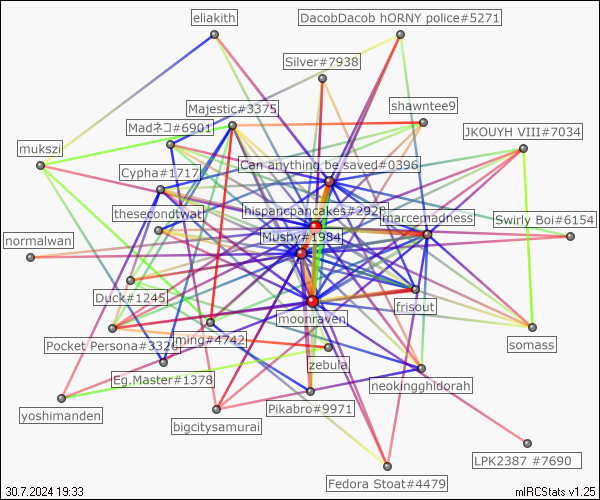 eliakith
DacobDacob hORNY police#5271
Silver#7938
Majestic#3375
shawntee9
Madネコ#6901
JKOUYH VIII#7034
mukszi
Can anything be saved#0396
Cypha#1717
thesecondtwat
hispancpancakes#2928
marcemadness
Swirly Boi#6154
normalwan
Mushy#1984
Duck#1245
frisout
moonraven
Pocket Persona#3326
ming#4742
somass
zebula
Eg.Master#1378
neokingghidorah
yoshimanden
Pikabro#9971
bigcitysamurai
LPK2387 #7690
Fedora Stoat#4479
30.7.2024 19:33
mIRCStats v1.25